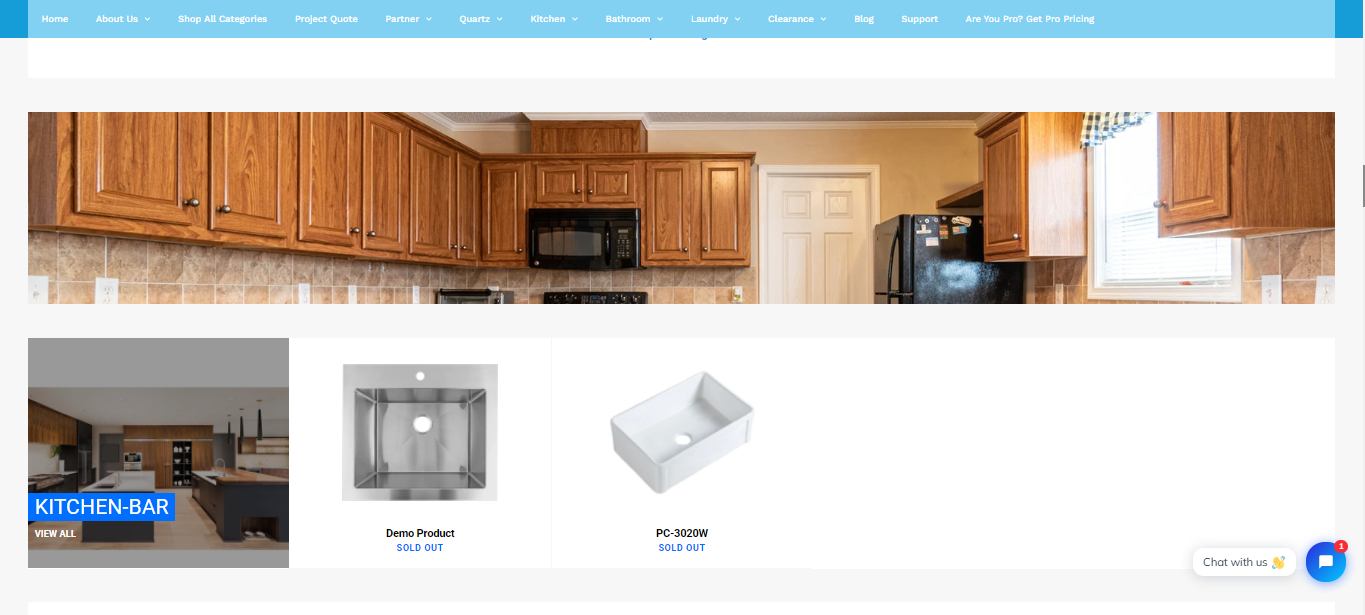 Home About Us Shop All Categories Project Quote Partner Quartz Kitchen Bathroom Laundry Clearance Blog Support Are You Pro? Get Pro Pricing
KITCHEN-BAR
VIEW ALL
Demo Product
SOLD OUT
PC-3020W
SOLD OUT
Chat with us 👋
1